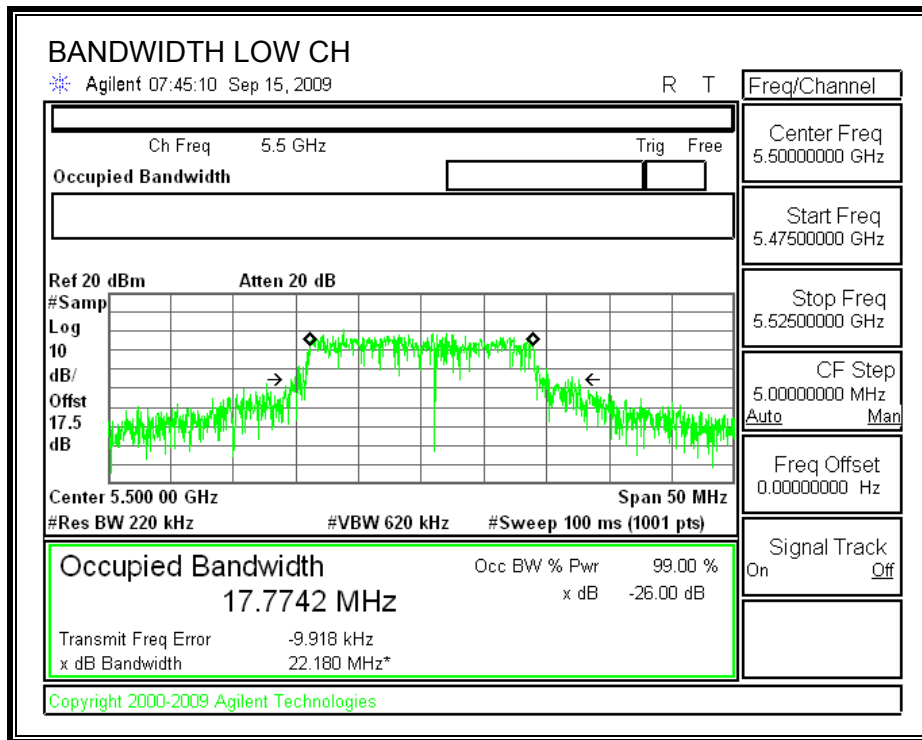 BANDWIDTH LOW CH
Agilent 07:45:10 Sep 15, 2009 R T
Freq/Channel
Ch Freq 5.5 GHz Trig Free
Occupied Bandwidth
Center Freq
5.50000000 GHz
Start Freq
5.47500000 GHz
Stop Freq
5.52500000 GHz
CF Step
5.00000000 MHz
Auto Man
Freq Offset
0.00000000 Hz
Signal Track
On Off
Ref 20 dBm Atten 20 dB
#Samp
Log
10
dB/
Offst
17.5
dB
Center 5.500 00 GHz Span 50 MHz
#Res BW 220 kHz #VBW 620 kHz #Sweep 100 ms (1001 pts)
Occupied Bandwidth Occ BW % Pwr 99.00 %
17.7742 MHz x dB -26.00 dB
Transmit Freq Error -9.918 kHz
x dB Bandwidth 22.180 MHz*
Copyright 2000-2009 Agilent Technologies